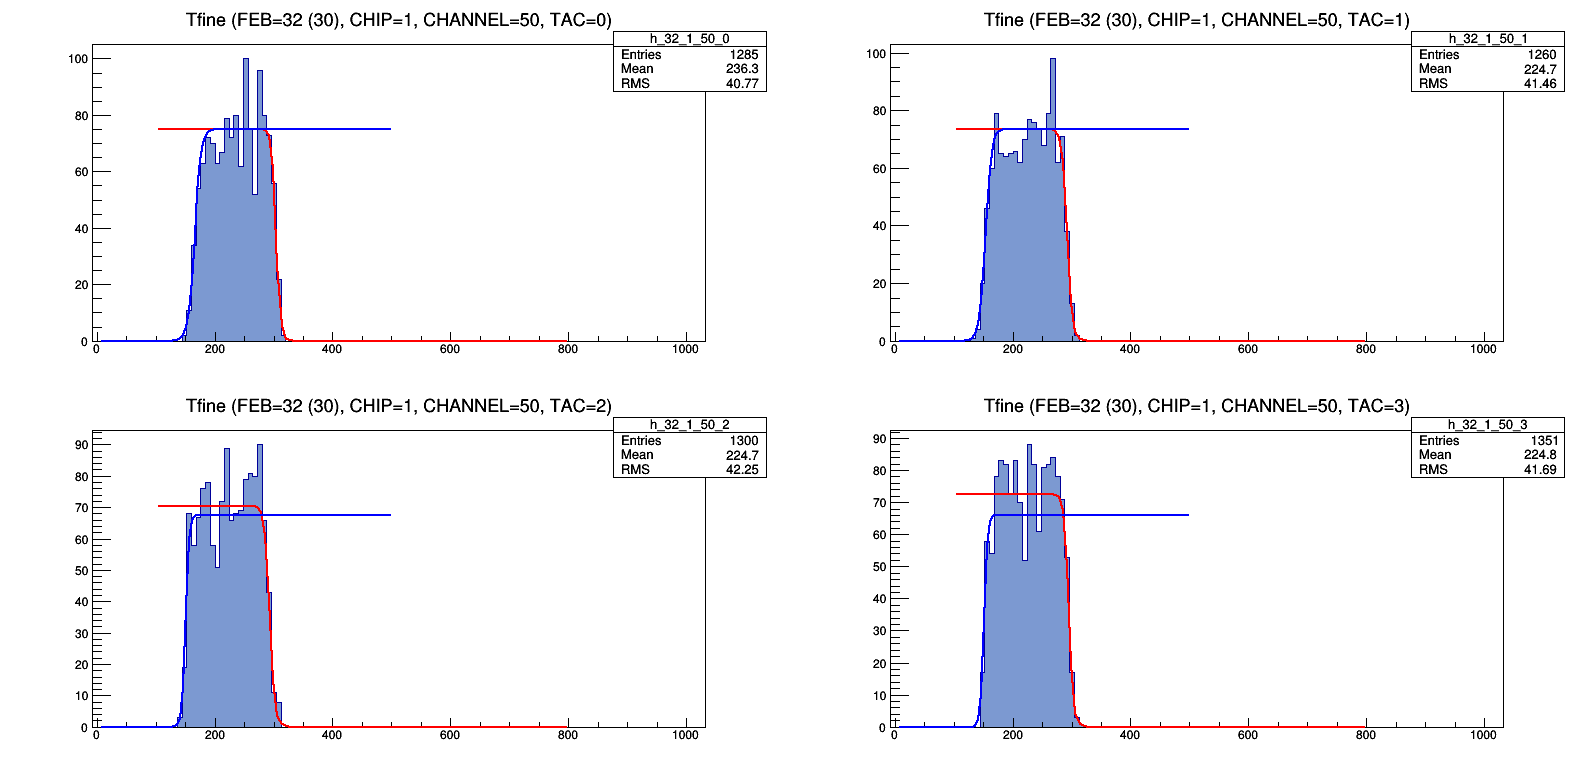 Tfine (FEB=32 (30), CHIP=1, CHANNEL=50, TAC=0)
h_32_1_50_0
Entries 1285
Mean 236.3
RMS 40.77
100
80
60
40
20
0
0 200 400 600 800 1000
Tfine (FEB=32 (30), CHIP=1, CHANNEL=50, TAC=1)
h_32_1_50_1
Entries 1260
Mean 224.7
RMS 41.46
100
80
60
40
20
0
0 200 400 600 800 1000
Tfine (FEB=32 (30), CHIP=1, CHANNEL=50, TAC=2)
h_32_1_50_2
Entries 1300
Mean 224.7
RMS 42.25
90
80
70
60
50
40
30
20
10
0
0 200 400 600 800 1000
Tfine (FEB=32 (30), CHIP=1, CHANNEL=50, TAC=3)
h_32_1_50_3
Entries 1351
Mean 224.8
RMS 41.69
90
80
70
60
50
40
30
20
10
0
0 200 400 600 800 1000